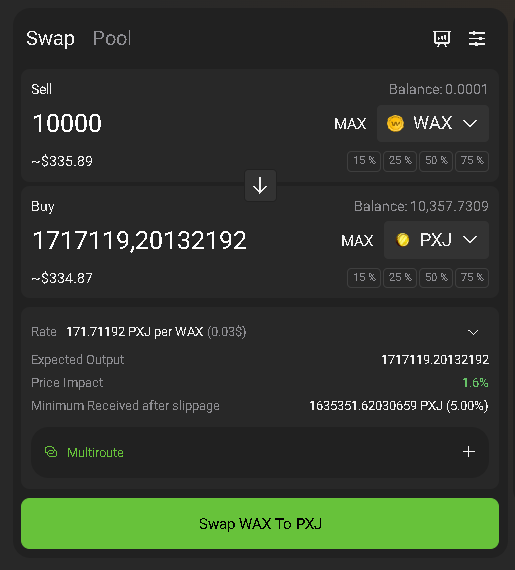 Swap Pool
Sell Balance: 0.0001
10000 MAX WAX
~$335.89 15 % 25 % 50 % 75 %
Buy Balance: 10,357.7309
1717119,20132192 MAX PXJ
~$334.87 15 % 25 % 50 % 75 %
Rate 171.71192 PXJ per WAX (0.03$)
Expected Output 1717119.20132192
Price Impact 1.6%
Minimum Received after slippage 1635351.62030659 PXJ (5.00%)
Multiroute
Swap WAX To PXJ